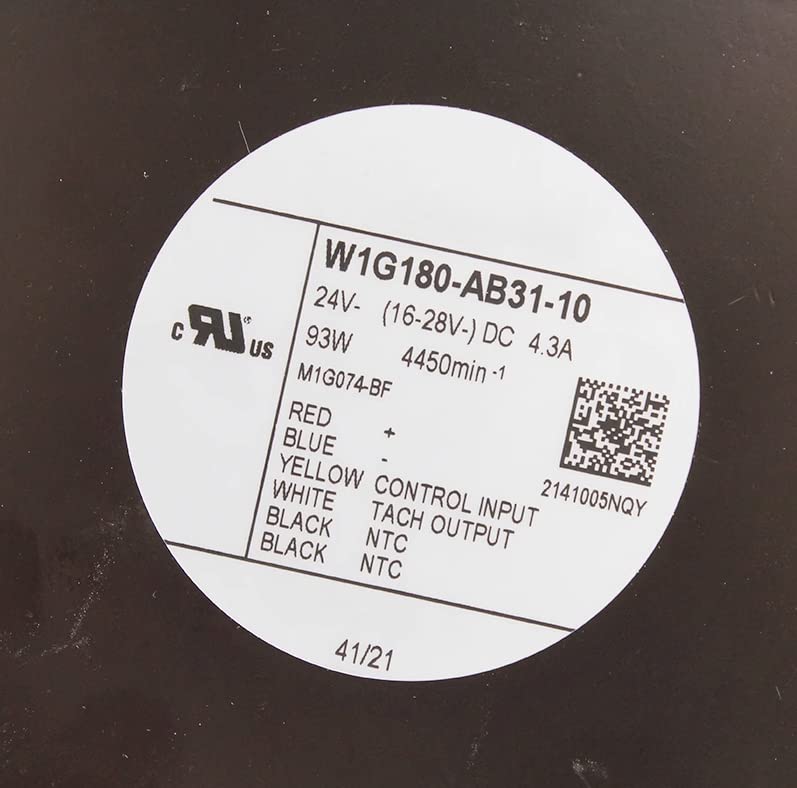 W1G180-AB31-10
24V- (16-28V-) DC 4.3A
93W 4450min -1
M1G074-BF
RED +
BLUE -
YELLOW CONTROL INPUT
WHITE TACH OUTPUT
BLACK NTC
BLACK NTC
c RU US
2141005NQY
41/21